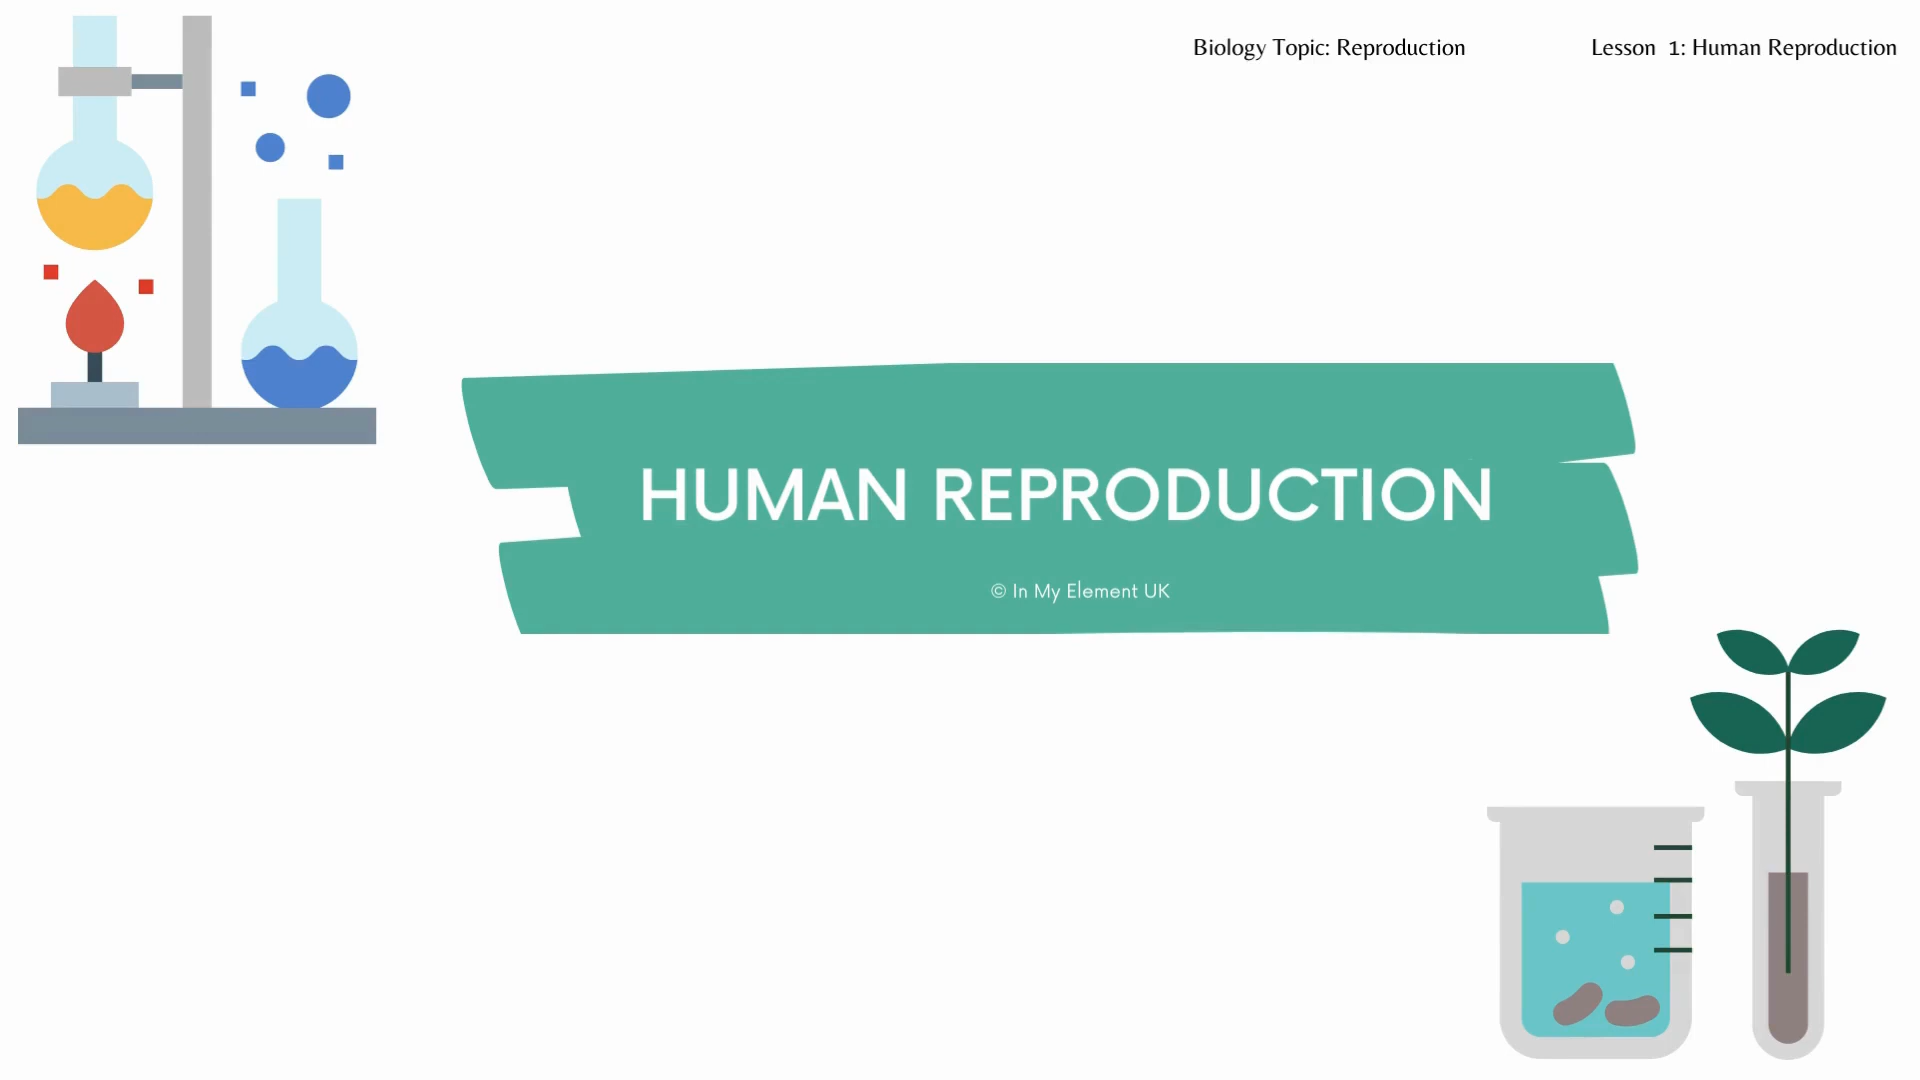 Biology Topic: Reproduction
Lesson 1: Human Reproduction
HUMAN REPRODUCTION
© In My Element UK